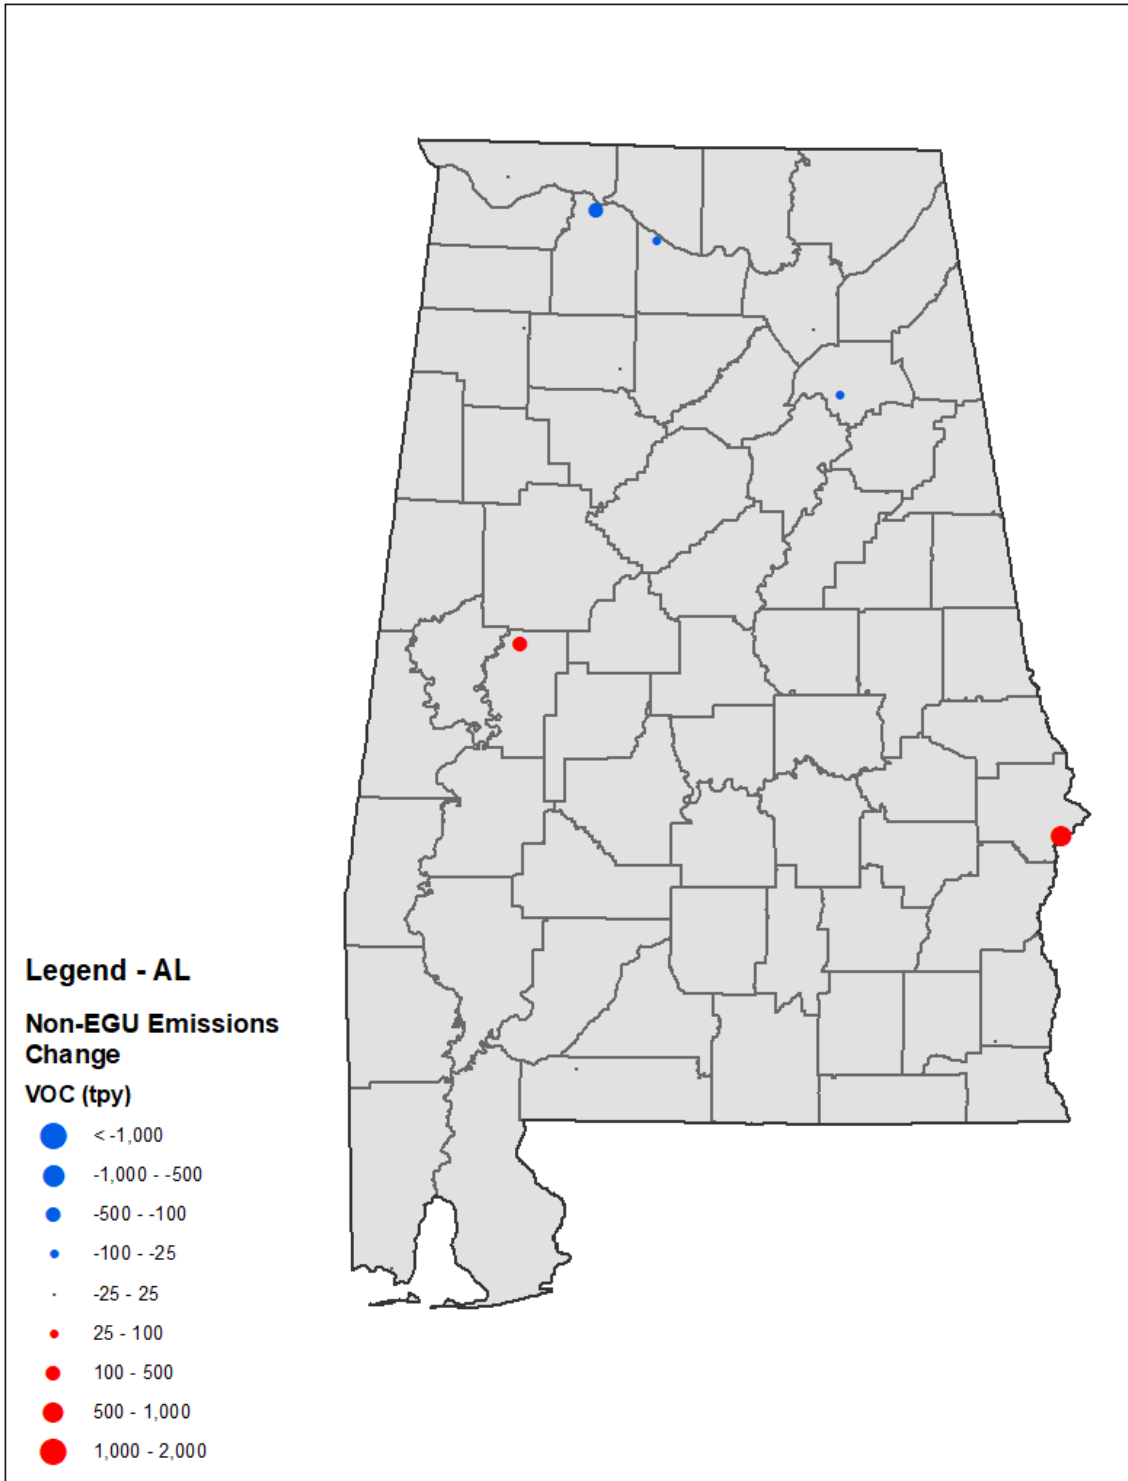 Legend - AL
Non-EGU Emissions
Change
VOC (tpy)
< -1,000
-1,000 - -500
-500 - -100
-100 - -25
-25 - 25
25 - 100
100 - 500
500 - 1,000
1,000 - 2,000